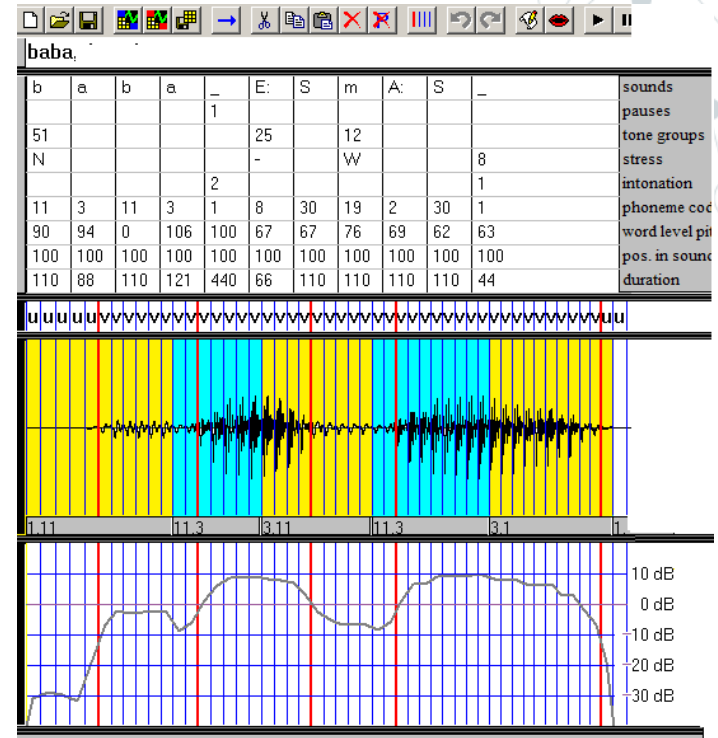 baba,
b a b a _ E: S m A: S _ sounds
1 pauses
51 25 12 tone groups
N - W 8 stress
2 1 intonation
11 3 11 3 1 8 30 19 2 30 1 phoneme cod
90 94 0 106 100 67 67 76 69 62 63 word level pit
100 100 100 100 100 100 100 100 100 100 100 pos. in sound
110 88 110 121 440 66 110 110 110 110 44 duration
1.11 11.3 3.11 11.3 3.1 1.
10 dB
0 dB
-10 dB
-20 dB
-30 dB